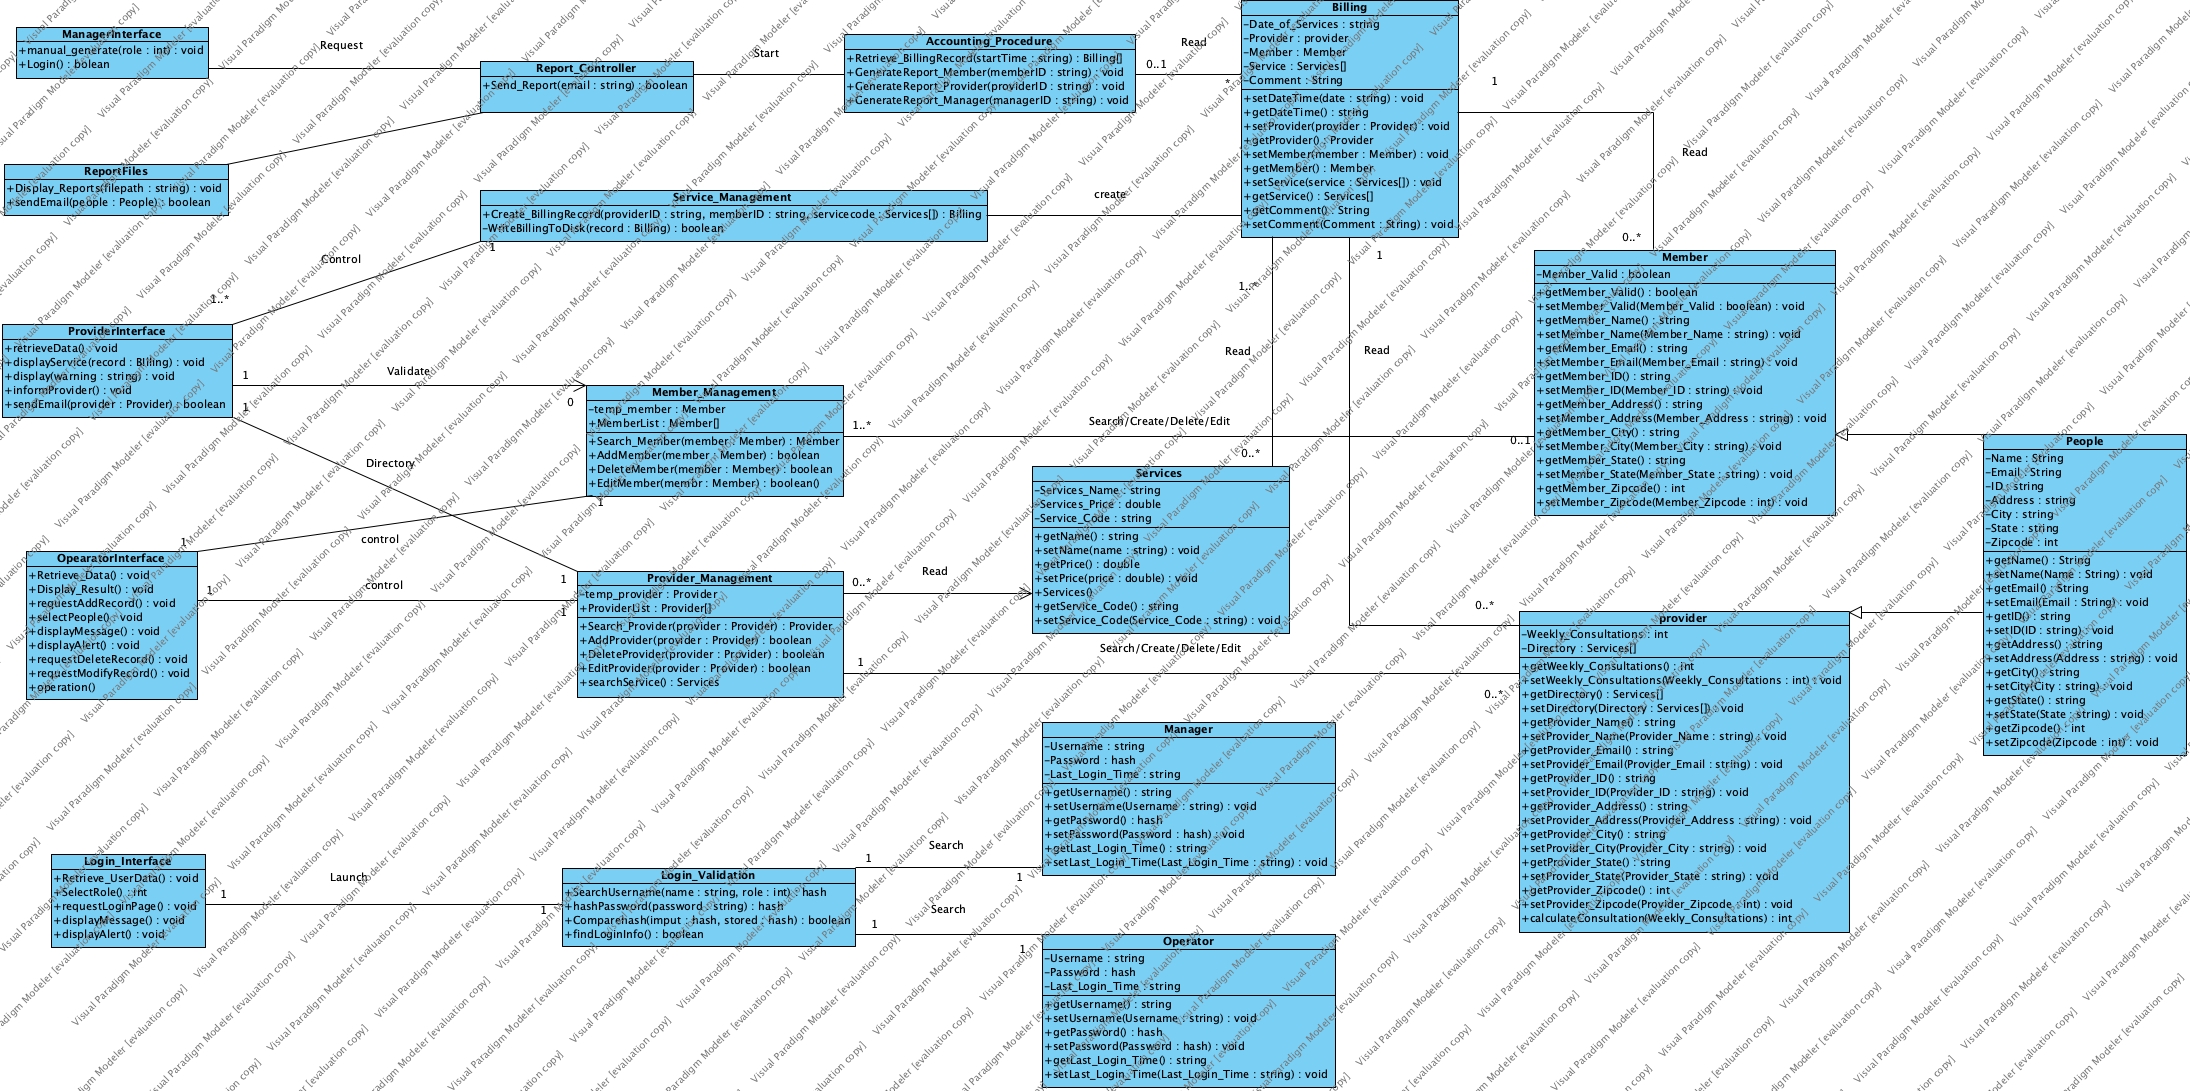 ManagerInterface
+manual_generate(role : int) : void
+Login() : bolean
Request
Report_Controller
+Send_Report(email : string) : boolean
Start
Accounting_Procedure
+Retrieve_BillingRecord(startTime : string) : Billing[]
+GenerateReport_Member(memberID : string) : void
+GenerateReport_Provider(providerID : string) : void
+GenerateReport_Manager(managerID : string) : void
Read
0..1
*
Billing
-Date_of_Services : string
-Provider : provider
-Member : Member
-Service : Services[]
-Comment : String
+setDateTime(date : string) : void
+getDateTime() : string
+setProvider(provider : Provider) : void
+getProvider() : Provider
+setMember(member : Member) : void
+getMember() : Member
+setService(service : Services[]) : void
+getService() : Services[]
+getComment() : String
+setComment(Comment : String) : void
1
Read
0..*
ReportFiles
+Display_Reports(filepath : string) : void
+sendEmail(people : People) : boolean
Service_Management
+Create_BillingRecord(providerID : string, memberID : string, servicecode : Services[]) : Billing
-WriteBillingToDisk(record : Billing) : boolean
create
1
Control
1..*
1..*
Read
0..*
1
Read
0..*
Member
-Member_Valid : boolean
+getMember_Valid() : boolean
+setMember_Valid(Member_Valid : boolean) : void
+getMember_Name() : string
+setMember_Name(Member_Name : string) : void
+getMember_Email() : string
+setMember_Email(Member_Email : string) : void
+getMember_ID() : string
+setMember_ID(Member_ID : string) : void
+getMember_Address() : string
+setMember_Address(Member_Address : string) : void
+getMember_City() : string
+setMember_City(Member_City : string) : void
+getMember_State() : string
+setMember_State(Member_State : string) : void
+getMember_Zipcode() : int
+setMember_Zipcode(Member_Zipcode : int) : void
ProviderInterface
+retrieveData() : void
+displayService(record : BIlling) : void
+display(warning : string) : void
+informProvider() : void
+sendEmail(provider : Provider) : boolean
1
Validate
0
1
Directory
1
Member_Management
-temp_member : Member
+MemberList : Member[]
+Search_Member(member : Member) : Member
+AddMember(member : Member) : boolean
+DeleteMember(member : Member) : boolean
+EditMember(membr : Member) : boolean()
1..*
Search/Create/Delete/Edit
0..1
1
control
1
Services
-Services_Name : string
-Services_Price : double
-Service_Code : string
+getName() : string
+setName(name : string) : void
+getPrice() : double
+setPrice(price : double) : void
+Services()
+getService_Code() : string
+setService_Code(Service_Code : string) : void
People
-Name : String
-Email : String
-ID : string
-Address : string
-City : string
-State : string
-Zipcode : int
+getName() : String
+setName(Name : String) : void
+getEmail() : String
+setEmail(Email : String) : void
+getID() : string
+setID(ID : string) : void
+getAddress() : string
+setAddress(Address : string) : void
+getCity() : string
+setCity(City : string) : void
+getState() : string
+setState(State : string) : void
+getZipcode() : int
+setZipcode(Zipcode : int) : void
OpearatorInterface
+Retrieve_Data() : void
+Display_Result() : void
+requestAddRecord() : void
+selectPeople() : void
+displayMessage() : void
+displayAlert() : void
+requestDeleteRecord() : void
+requestModifyRecord() : void
+operation()
1
control
1
Provider_Management
-temp_provider : Provider
+ProviderList : Provider[]
+Search_Provider(provider : Provider) : Provider
+AddProvider(provider : Provider) : boolean
+DeleteProvider(provider : Provider) : boolean
+EditProvider(provider : Provider) : boolean
+searchService() : Services
0..*
Read
1
Search/Create/Delete/Edit
0..*
provider
-Weekly_Consultations : int
-Directory : Services[]
+getWeekly_Consultations() : int
+setWeekly_Consultations(Weekly_Consultations : int) : void
+getDirectory() : Services[]
+setDirectory(Directory : Services[]) : void
+getProvider_Name() : string
+setProvider_Name(Provider_Name : string) : void
+getProvider_Email() : string
+setProvider_Email(Provider_Email : string) : void
+getProvider_ID() : string
+setProvider_ID(Provider_ID : string) : void
+getProvider_Address() : string
+setProvider_Address(Provider_Address : string) : void
+getProvider_City() : string
+setProvider_City(Provider_City : string) : void
+getProvider_State() : string
+setProvider_State(Provider_State : string) : void
+getProvider_Zipcode() : int
+setProvider_Zipcode(Provider_Zipcode : int) : void
+calculateConsultation(Weekly_Consultations) : int
Manager
-Username : string
-Password : hash
-Last_Login_Time : string
+getUsername() : string
+setUsername(Username : string) : void
+getPassword() : hash
+setPassword(Password : hash) : void
+getLast_Login_Time() : string
+setLast_Login_Time(Last_Login_Time : string) : void
Login_Interface
+Retrieve_UserData() : void
+SelectRole() : int
+requestLoginPage() : void
+displayMessage() : void
+displayAlert() : void
1
Launch
1
Login_Validation
+SearchUsername(name : string, role : int) : hash
+hashPassword(password : string) : hash
+Comparehash(imput : hash, stored : hash) : boolean
+findLoginInfo() : boolean
1
Search
1
1
Search
1
Operator
-Username : string
-Password : hash
-Last_Login_Time : string
+getUsername() : string
+setUsername(Username : string) : void
+getPassword() : hash
+setPassword(Password : hash) : void
+getLast_Login_Time() : string
+setLast_Login_Time(Last_Login_Time : string) : void
Visual Paradigm Modeler [evaluation copy]